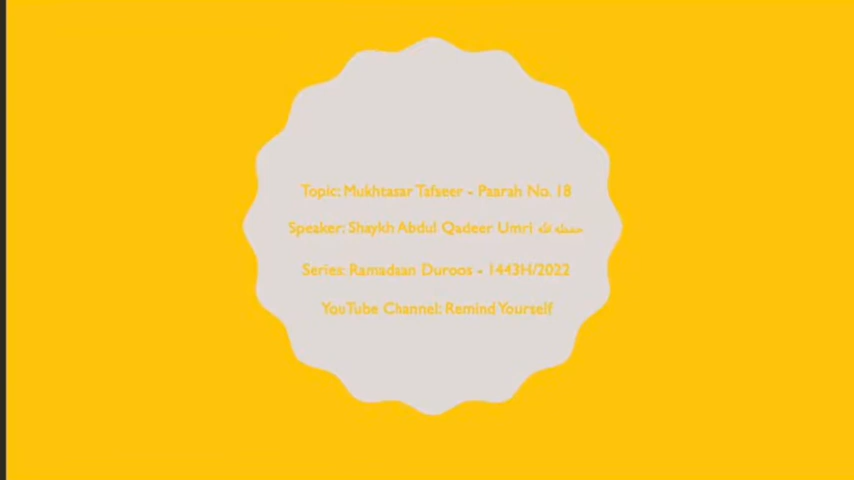 Topic: Mukhtasar Tafseer - Paarah No. 18
Speaker: Shaykh Abdul Qadeer Umri حفظه الله
Series: Ramadaan Duroos - 1443H/2022
YouTube Channel: Remind Yourself